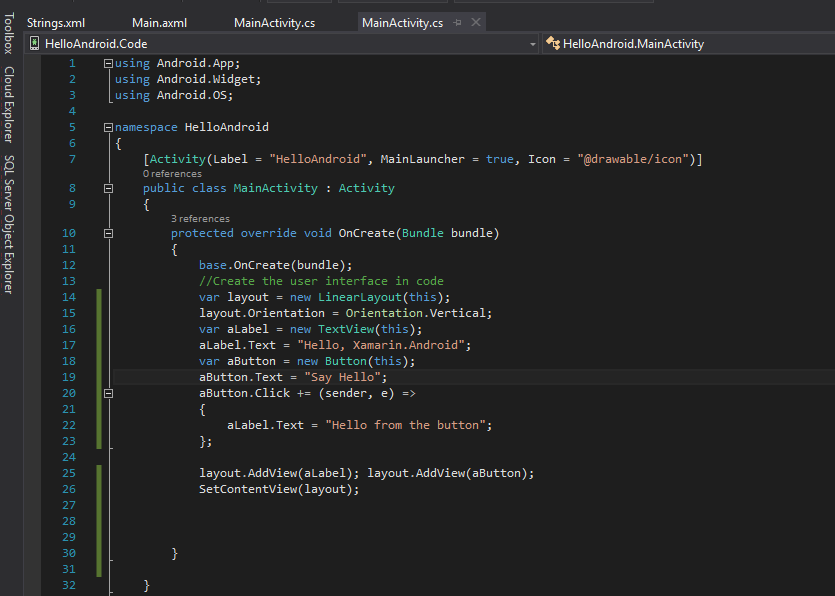 Toolbox
Cloud Explorer
SQL Server Object Explorer
Strings.xml Main.axml MainActivity.cs MainActivity.cs
HelloAndroid.Code HelloAndroid.MainActivity
1 using Android.App;
2 using Android.Widget;
3 using Android.OS;
4
5 namespace HelloAndroid
6 {
7 [Activity(Label = "HelloAndroid", MainLauncher = true, Icon = "@drawable/icon")]
0 references
8 public class MainActivity : Activity
9 {
3 references
10 protected override void OnCreate(Bundle bundle)
11 {
12 base.OnCreate(bundle);
13 //Create the user interface in code
14 var layout = new LinearLayout(this);
15 layout.Orientation = Orientation.Vertical;
16 var aLabel = new TextView(this);
17 aLabel.Text = "Hello, Xamarin.Android";
18 var aButton = new Button(this);
19 aButton.Text = "Say Hello";
20 aButton.Click += (sender, e) =>
21 {
22 aLabel.Text = "Hello from the button";
23 };
24
25 layout.AddView(aLabel); layout.AddView(aButton);
26 SetContentView(layout);
27
28
29
30 }
31
32 }